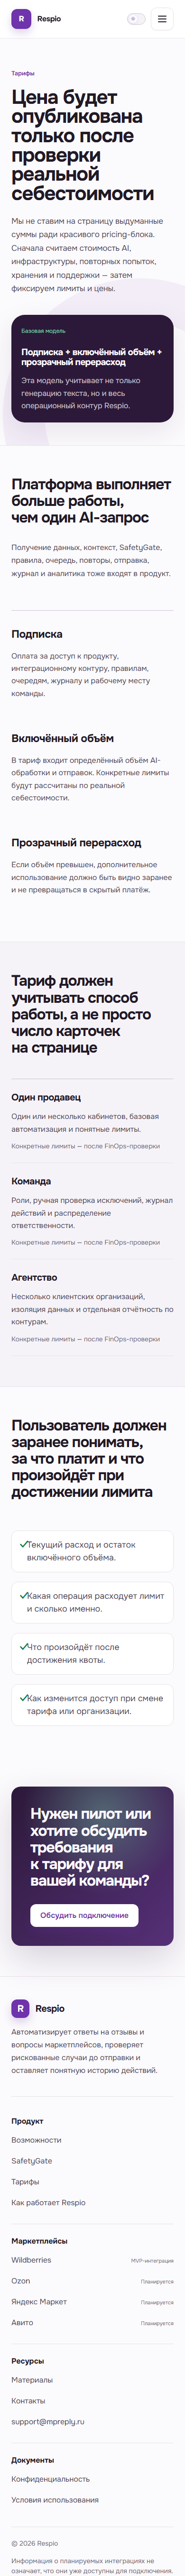 R Respio
Тарифы
Цена будет
опубликована
только после
проверки
реальной
себестоимости
Мы не ставим на страницу выдуманные
суммы ради красивого pricing-блока.
Сначала считаем стоимость AI,
инфраструктуры, повторных попыток,
хранения и поддержки — затем
фиксируем лимиты и цены.
Базовая модель
Подписка + включённый объём +
прозрачный перерасход
Эта модель учитывает не только
генерацию текста, но и весь
операционный контур Respio.
Платформа выполняет
больше работы,
чем один AI-запрос
Получение данных, контекст, SafetyGate,
правила, очередь, повторы, отправка,
журнал и аналитика тоже входят в продукт.
Подписка
Оплата за доступ к продукту,
интеграционному контуру, правилам,
очередям, журналу и рабочему месту
команды.
Включённый объём
В тариф входит определённый объём AI-
обработки и отправок. Конкретные лимиты
будут рассчитаны по реальной
себестоимости.
Прозрачный перерасход
Если объём превышен, дополнительное
использование должно быть видно заранее
и не превращаться в скрытый платёж.
Тариф должен
учитывать способ
работы, а не просто
число карточек
на странице
Один продавец
Один или несколько кабинетов, базовая
автоматизация и понятные лимиты.
Конкретные лимиты — после FinOps-проверки
Команда
Роли, ручная проверка исключений, журнал
действий и распределение
ответственности.
Конкретные лимиты — после FinOps-проверки
Агентство
Несколько клиентских организаций,
изоляция данных и отдельная отчётность по
контурам.
Конкретные лимиты — после FinOps-проверки
Пользователь должен
заранее понимать,
за что платит и что
произойдёт при
достижении лимита
Текущий расход и остаток
включённого объёма.
Какая операция расходует лимит
и сколько именно.
Что произойдёт после
достижения квоты.
Как изменится доступ при смене
тарифа или организации.
Нужен пилот или
хотите обсудить
требования
к тарифу для
вашей команды?
Обсудить подключение
R Respio
Автоматизирует ответы на отзывы и
вопросы маркетплейсов, проверяет
рискованные случаи до отправки и
оставляет понятную историю действий.
Продукт
Возможности
SafetyGate
Тарифы
Как работает Respio
Маркетплейсы
Wildberries MVP-интеграция
Ozon Планируется
Яндекс Маркет Планируется
Авито Планируется
Ресурсы
Материалы
Контакты
support@mpreply.ru
Документы
Конфиденциальность
Условия использования
© 2026 Respio
Информация о планируемых интеграциях не
означает, что они уже доступны для подключения.